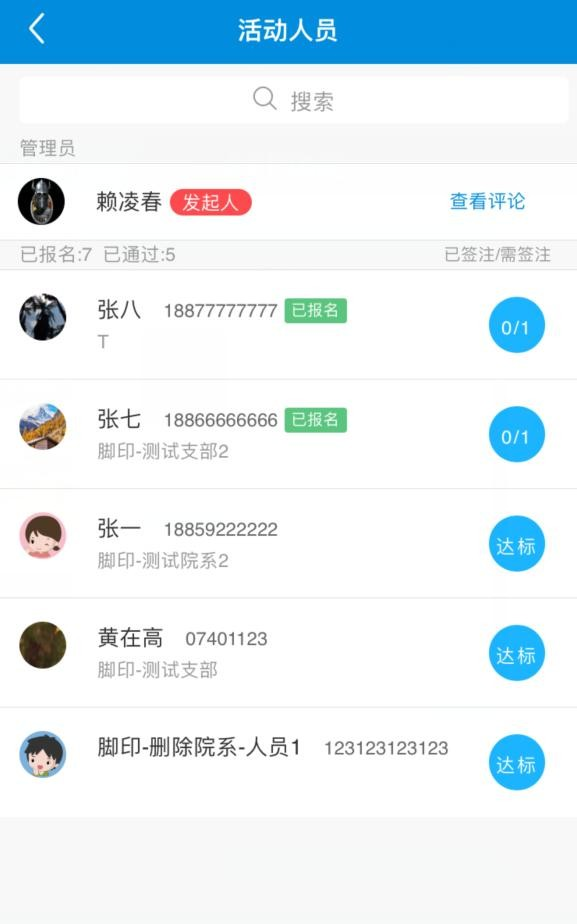 活动人员
搜索
管理员
赖凌春 发起人 查看评论
已报名:7 已通过:5 已签注/需签注
张八 18877777777 已报名 0/1
T
张七 18866666666 已报名 0/1
脚印-测试支部2
张一 18859222222 达标
脚印-测试院系2
黄在高 07401123 达标
脚印-测试支部
脚印-删除院系-人员1 123123123123 达标